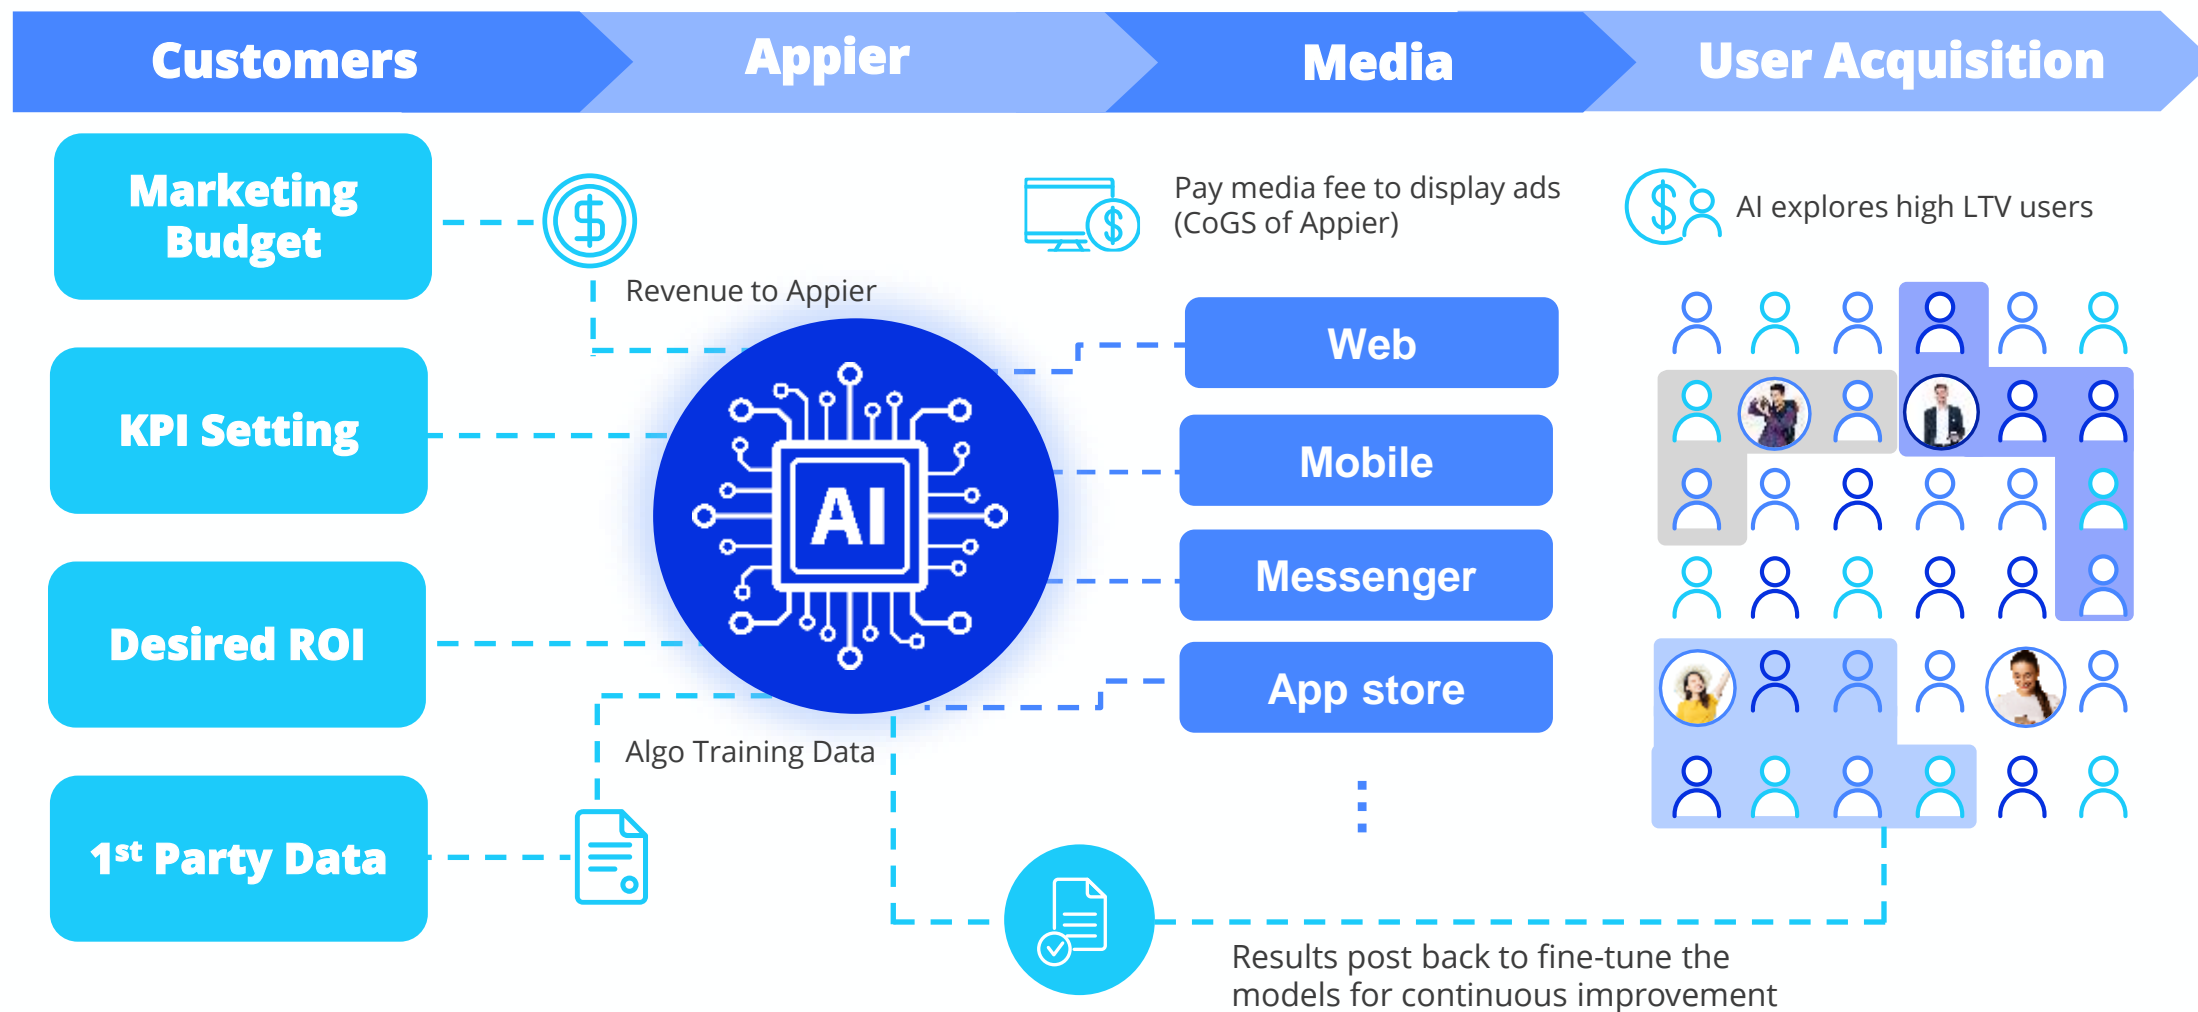 Customers
Appier
Media
User Acquisition
Marketing
Budget
Revenue to Appier
KPI Setting
Desired ROI
Algo Training Data
1st Party Data
AI
Pay media fee to display ads
(CoGS of Appier)
Web
Mobile
Messenger
App store
AI explores high LTV users
Results post back to fine-tune the
models for continuous improvement